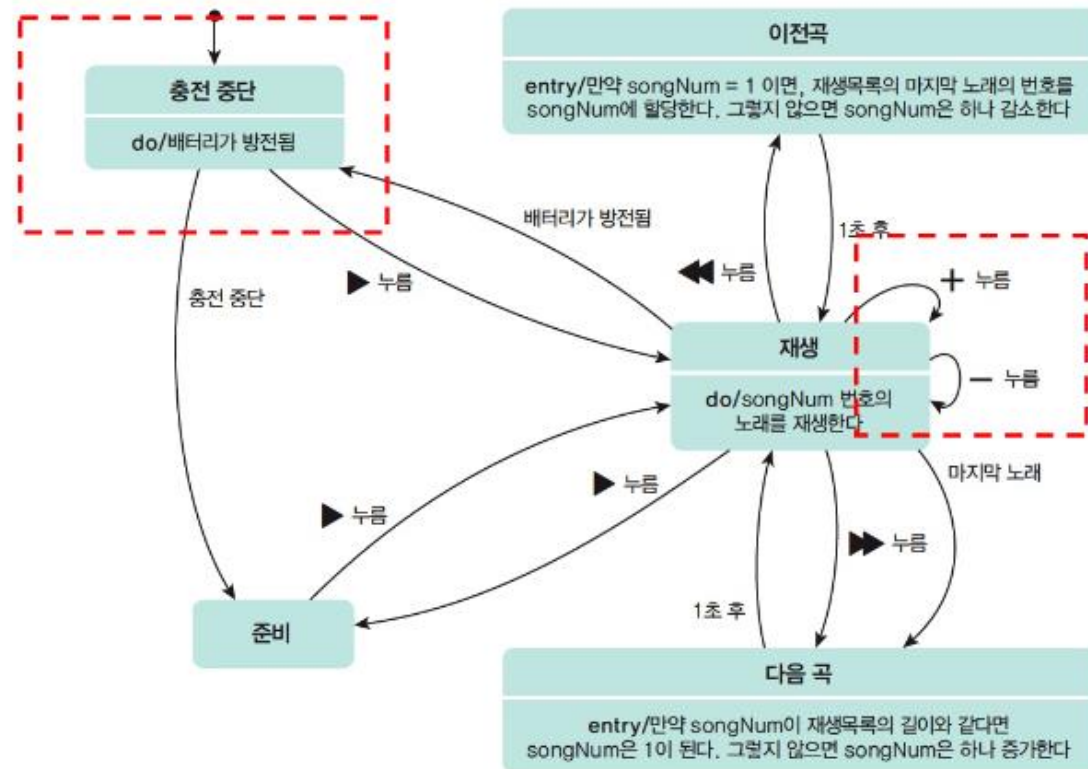 충전 중단
do/배터리가 방전됨
이전곡
entry/만약 songNum = 1 이면, 재생목록의 마지막 노래의 번호를
songNum에 할당한다. 그렇지 않으면 songNum은 하나 감소한다
배터리가 방전됨
1초 후
누름
+ 누름
충전 중단
누름
재생
do/songNum 번호의
노래를 재생한다
− 누름
마지막 노래
누름
누름
누름
1초 후
준비
다음 곡
entry/만약 songNum이 재생목록의 길이와 같다면
songNum은 1이 된다. 그렇지 않으면 songNum은 하나 증가한다